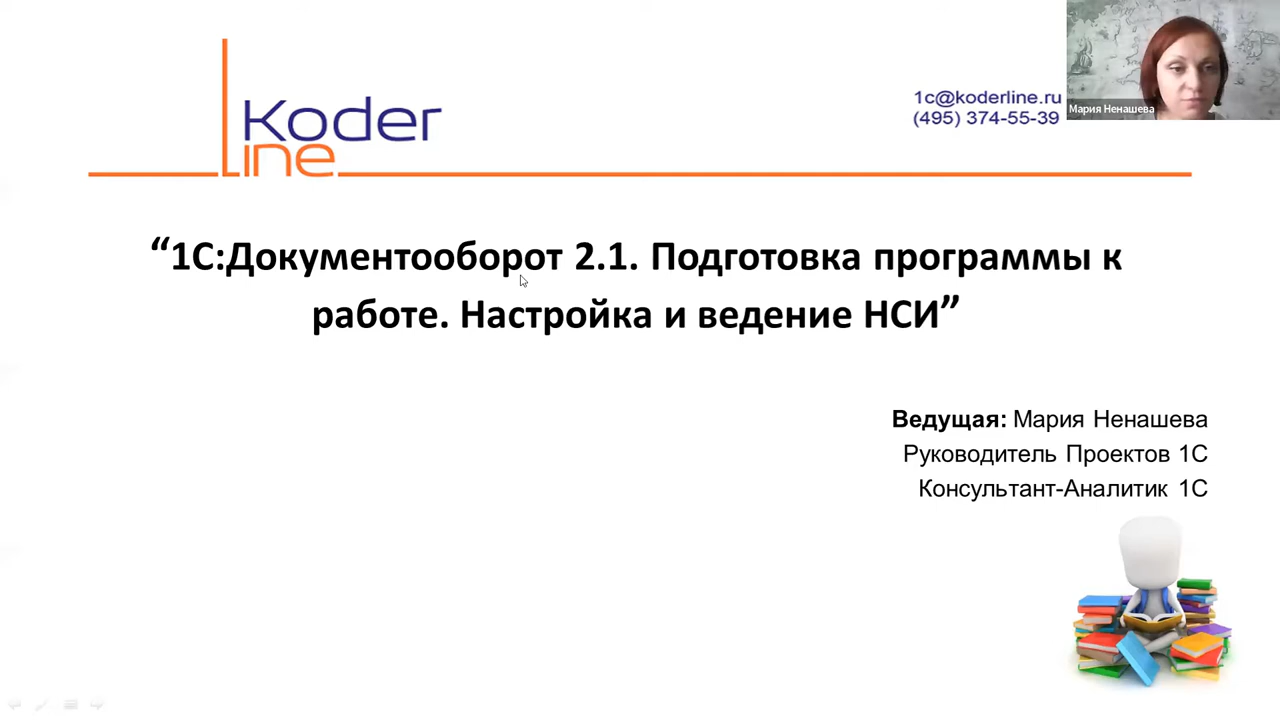 Koder
Line
1c@koderline.ru
(495) 374-55-39
Мария Ненашева
“1С:Документооборот 2.1. Подготовка программы к
работе. Настройка и ведение НСИ”
Ведущая: Мария Ненашева
Руководитель Проектов 1С
Консультант-Аналитик 1С